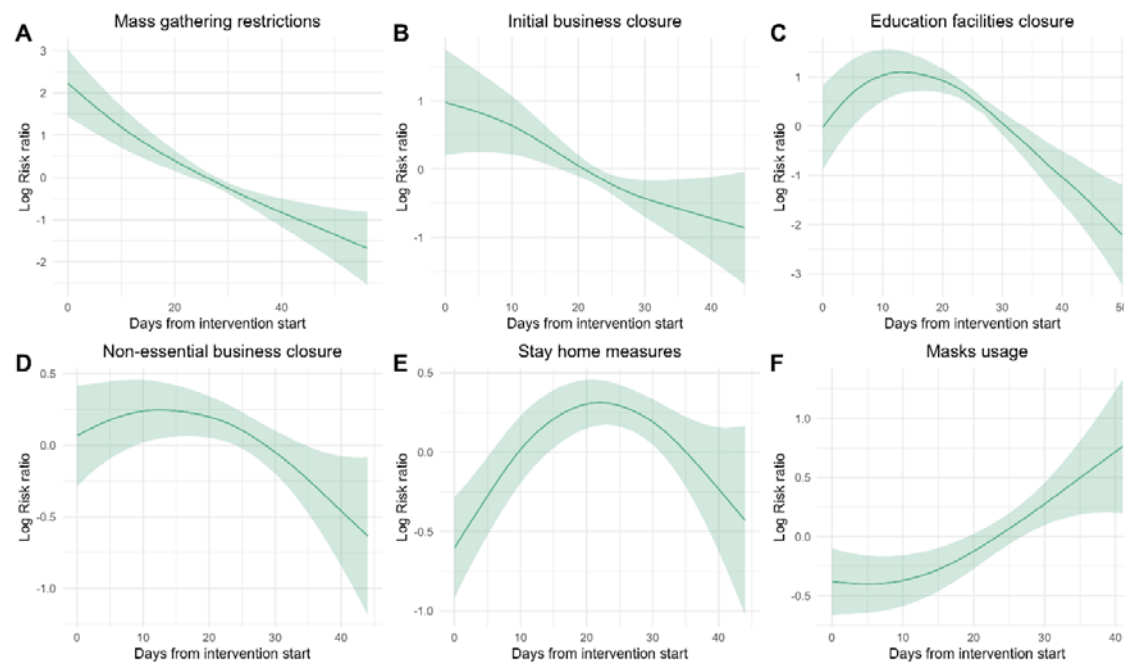 A
Mass gathering restrictions
Log Risk ratio
3
2
1
0
-1
-2
0
20
40
Days from intervention start
B
Initial business closure
Log Risk ratio
1
0
-1
0
10
20
30
40
Days from intervention start
C
Education facilities closure
Log Risk ratio
1
0
-1
-2
-3
0
10
20
30
40
50
Days from intervention start
D
Non-essential business closure
Log Risk ratio
0.5
0.0
-0.5
-1.0
0
10
20
30
40
Days from intervention start
E
Stay home measures
Log Risk ratio
0.5
0.0
-0.5
-1.0
0
10
20
30
40
Days from intervention start
F
Masks usage
Log Risk ratio
1.0
0.5
0.0
-0.5
0
10
20
30
40
Days from intervention start